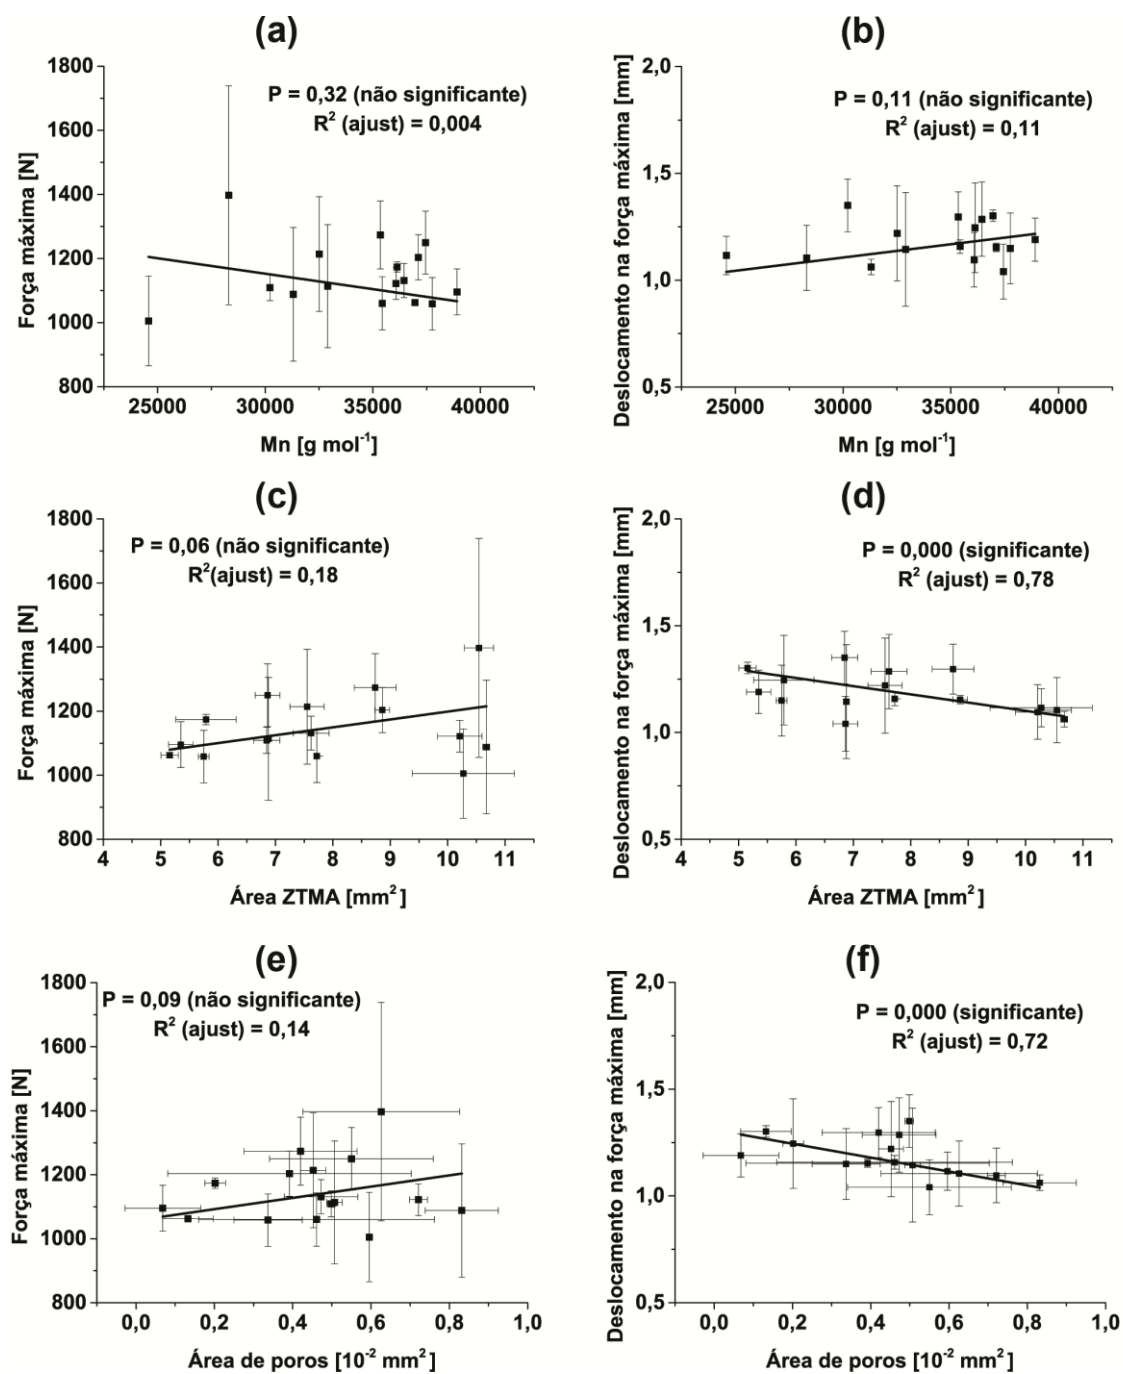 (a)
1800
1600
1400
1200
1000
800
Força máxima [N]
P = 0,32 (não significante)
R² (ajust) = 0,004
25000 30000 35000 40000
Mn [g mol⁻¹]
(b)
2,0
1,5
1,0
0,5
Deslocamento na força máxima [mm]
P = 0,11 (não significante)
R² (ajust) = 0,11
25000 30000 35000 40000
Mn [g mol⁻¹]
(c)
1800
1600
1400
1200
1000
800
Força máxima [N]
P = 0,06 (não significante)
R²(ajust) = 0,18
4 5 6 7 8 9 10 11
Área ZTMA [mm²]
(d)
2,0
1,5
1,0
0,5
Deslocamento na força máxima [mm]
P = 0,000 (significante)
R² (ajust) = 0,78
4 5 6 7 8 9 10 11
Área ZTMA [mm²]
(e)
1800
1600
1400
1200
1000
800
Força máxima [N]
P = 0,09 (não significante)
R² (ajust) = 0,14
0,0 0,2 0,4 0,6 0,8 1,0
Área de poros [10⁻² mm²]
(f)
2,0
1,5
1,0
0,5
Deslocamento na força máxima [mm]
P = 0,000 (significante)
R² (ajust) = 0,72
0,0 0,2 0,4 0,6 0,8 1,0
Área de poros [10⁻² mm²]